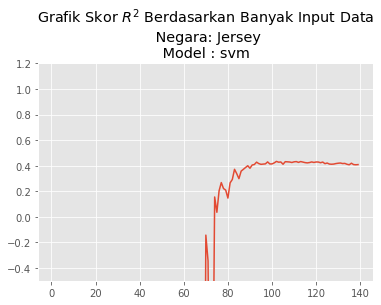 Grafik Skor R² Berdasarkan Banyak Input Data
Negara: Jersey
Model : svm
1.2
1.0
0.8
0.6
0.4
0.2
0.0
−0.2
−0.4
0 20 40 60 80 100 120 140